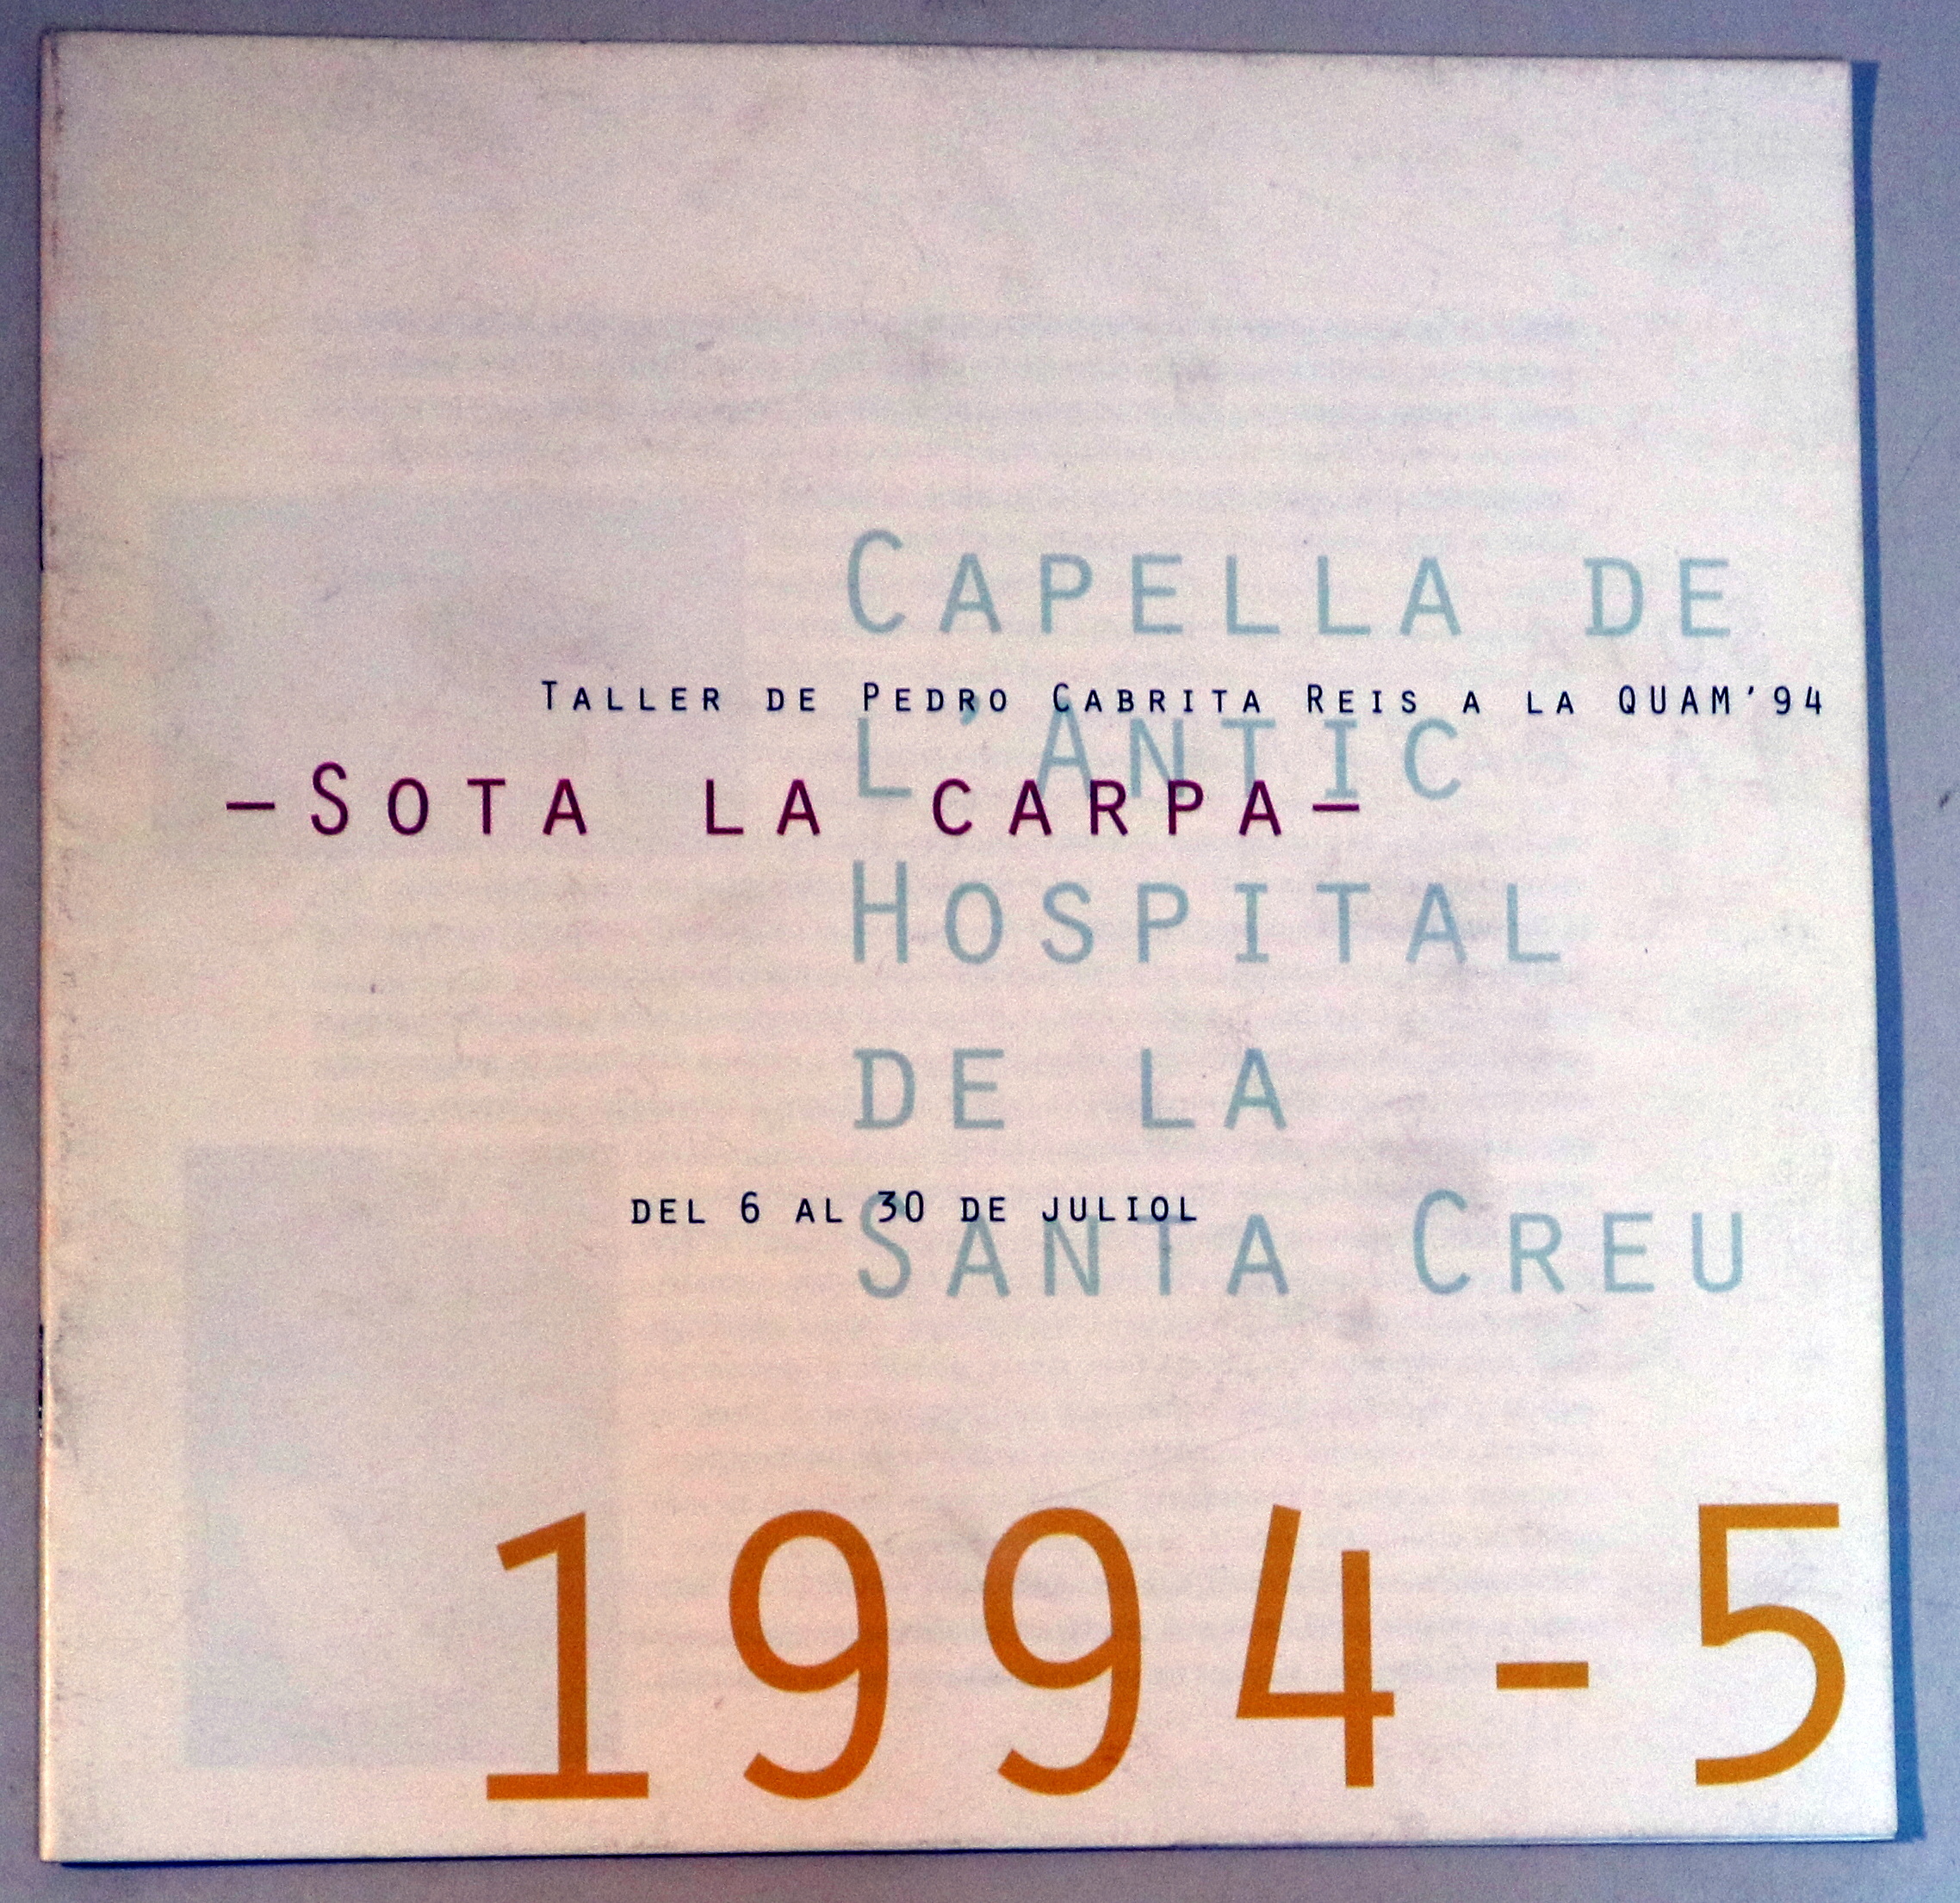 Capella de
Taller de Pedro Cabrita Reis a la QUAM'94
l'Antic
—Sota la carpa—
Hospital
de la
del 6 al 30 de juliol
Santa Creu
1994-5